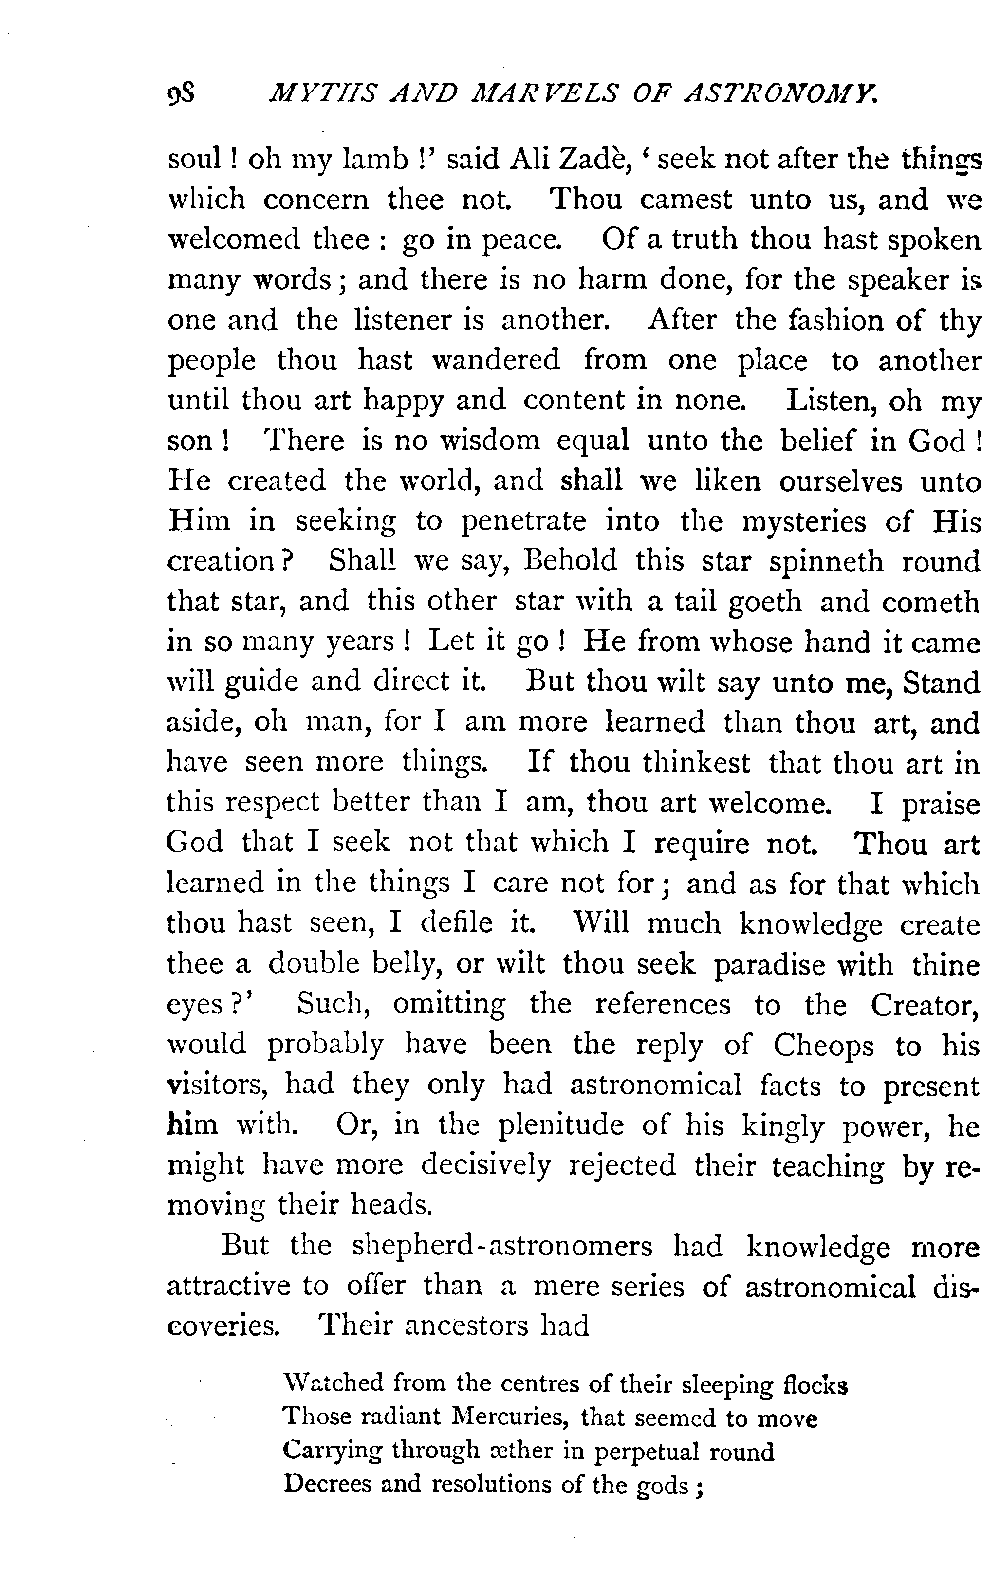 98 MYTHS AND MARVELS OF ASTRONOMY.
soul ! oh my lamb !’ said Ali Zadè, ‘ seek not after the things
which concern thee not. Thou camest unto us, and we
welcomed thee : go in peace. Of a truth thou hast spoken
many words ; and there is no harm done, for the speaker is
one and the listener is another. After the fashion of thy
people thou hast wandered from one place to another
until thou art happy and content in none. Listen, oh my
son ! There is no wisdom equal unto the belief in God !
He created the world, and shall we liken ourselves unto
Him in seeking to penetrate into the mysteries of His
creation ? Shall we say, Behold this star spinneth round
that star, and this other star with a tail goeth and cometh
in so many years ! Let it go ! He from whose hand it came
will guide and direct it. But thou wilt say unto me, Stand
aside, oh man, for I am more learned than thou art, and
have seen more things. If thou thinkest that thou art in
this respect better than I am, thou art welcome. I praise
God that I seek not that which I require not. Thou art
learned in the things I care not for ; and as for that which
thou hast seen, I defile it. Will much knowledge create
thee a double belly, or wilt thou seek paradise with thine
eyes ?’ Such, omitting the references to the Creator,
would probably have been the reply of Cheops to his
visitors, had they only had astronomical facts to present
him with. Or, in the plenitude of his kingly power, he
might have more decisively rejected their teaching by re-
moving their heads.
But the shepherd-astronomers had knowledge more
attractive to offer than a mere series of astronomical dis-
coveries. Their ancestors had
Watched from the centres of their sleeping flocks
Those radiant Mercuries, that seemed to move
Carrying through æther in perpetual round
Decrees and resolutions of the gods ;